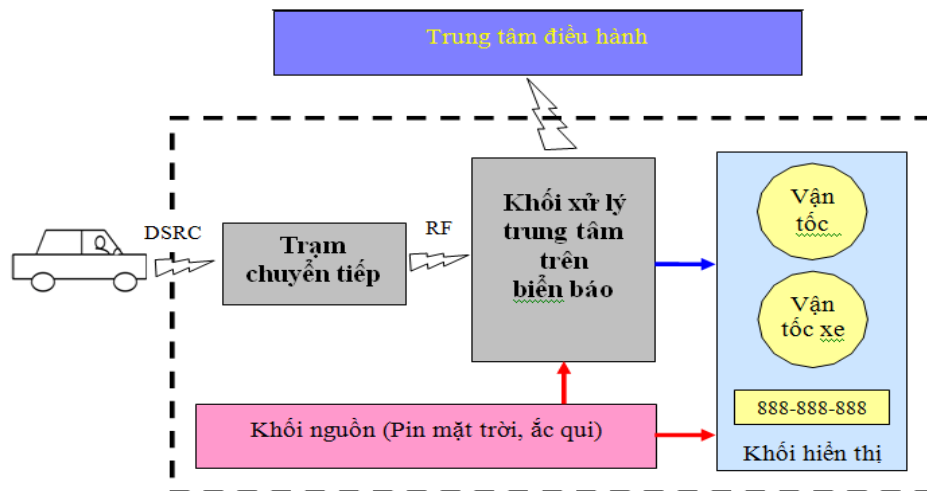 Trung tâm điều hành
DSRC
Trạm
chuyển tiếp
RF
Khối xử lý
trung tâm
trên
biển báo
Vận
tốc
Vận
tốc xe
888-888-888
Khối hiển thị
Khối nguồn (Pin mặt trời, ắc qui)